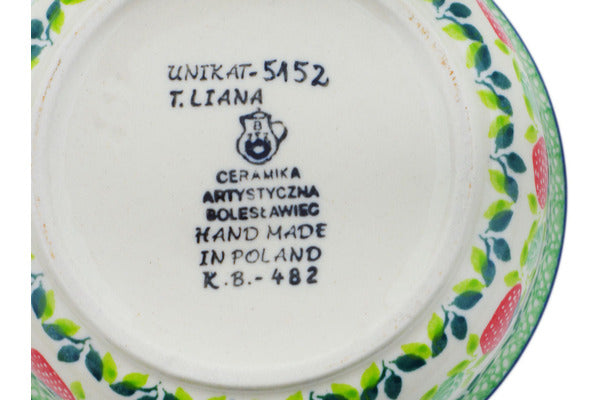 UNIKAT-5152
T. LIANA
B
CERAMIKA
ARTYSTYCZNA
BOLESŁAWIEC
HAND MADE
IN POLAND
K.B.-482